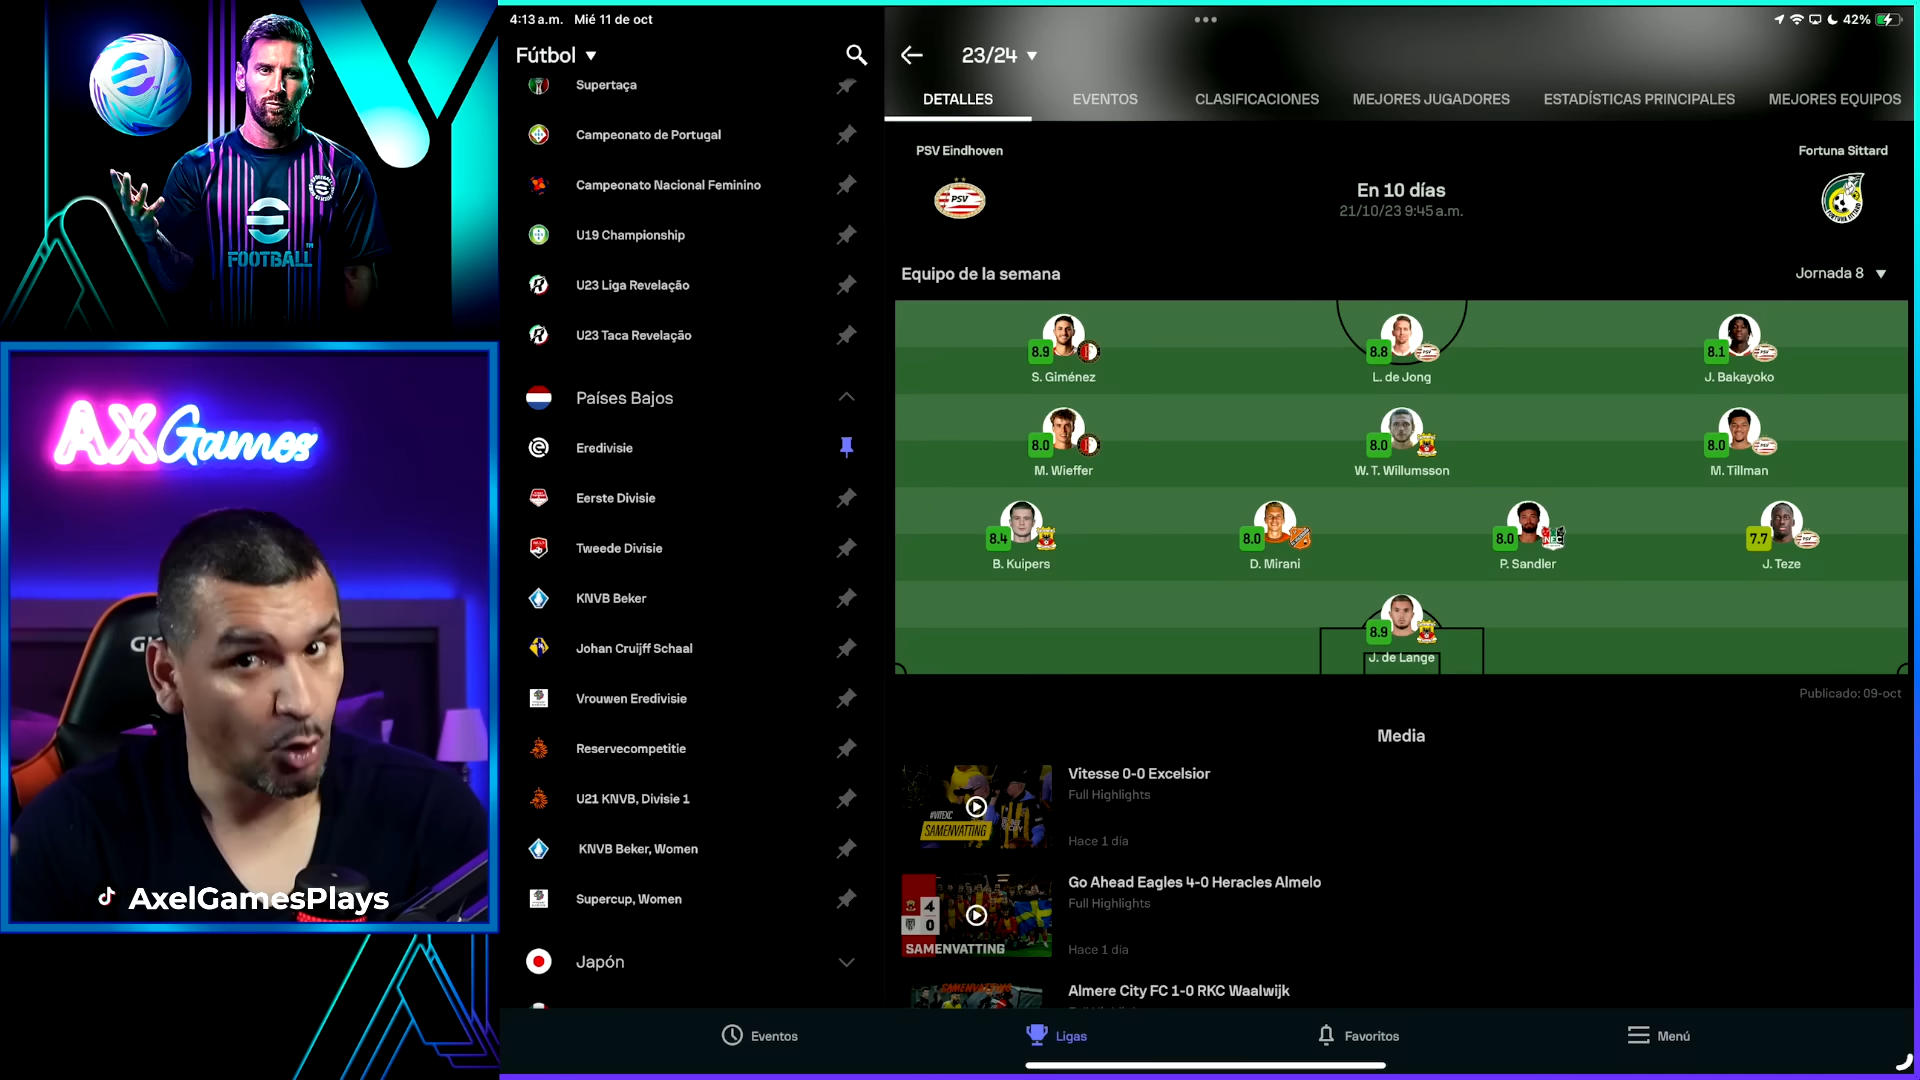 FOOTBALL
AXGames
GK
AxelGamesPlays
4:13 a.m. Mié 11 de oct
42%
Fútbol
Supertaça
Campeonato de Portugal
Campeonato Nacional Feminino
U19 Championship
U23 Liga Revelação
U23 Taca Revelação
Países Bajos
Eredivisie
Eerste Divisie
Tweede Divisie
KNVB Beker
Johan Cruijff Schaal
Vrouwen Eredivisie
Reservecompetitie
U21 KNVB, Divisie 1
KNVB Beker, Women
Supercup, Women
Japón
23/24
DETALLES EVENTOS CLASIFICACIONES MEJORES JUGADORES ESTADÍSTICAS PRINCIPALES MEJORES EQUIPOS
PSV Eindhoven
PSV
En 10 días
21/10/23 9:45 a.m.
Fortuna Sittard
Equipo de la semana
Jornada 8
8.9 8.8 8.1
S. Giménez L. de Jong J. Bakayoko
8.0 8.0 8.0
M. Wieffer W. T. Willumsson M. Tillman
8.4 8.0 8.0 7.7
B. Kuipers D. Mirani P. Sandler J. Teze
8.9
J. de Lange
Publicado: 09-oct
Media
#VITEXC
SAMENVATTING
Vitesse 0-0 Excelsior
Full Highlights
Hace 1 día
4
0
SAMENVATTING
Go Ahead Eagles 4-0 Heracles Almelo
Full Highlights
Hace 1 día
SAMENVATTING
Almere City FC 1-0 RKC Waalwijk
Eventos
Ligas
Favoritos
Menú